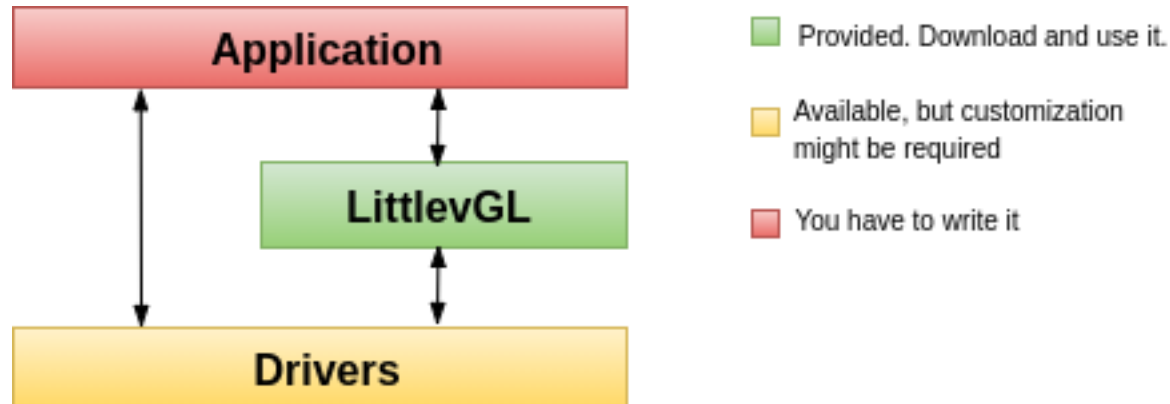 Application
LittlevGL
Drivers
Provided. Download and use it.
Available, but customization
might be required
You have to write it